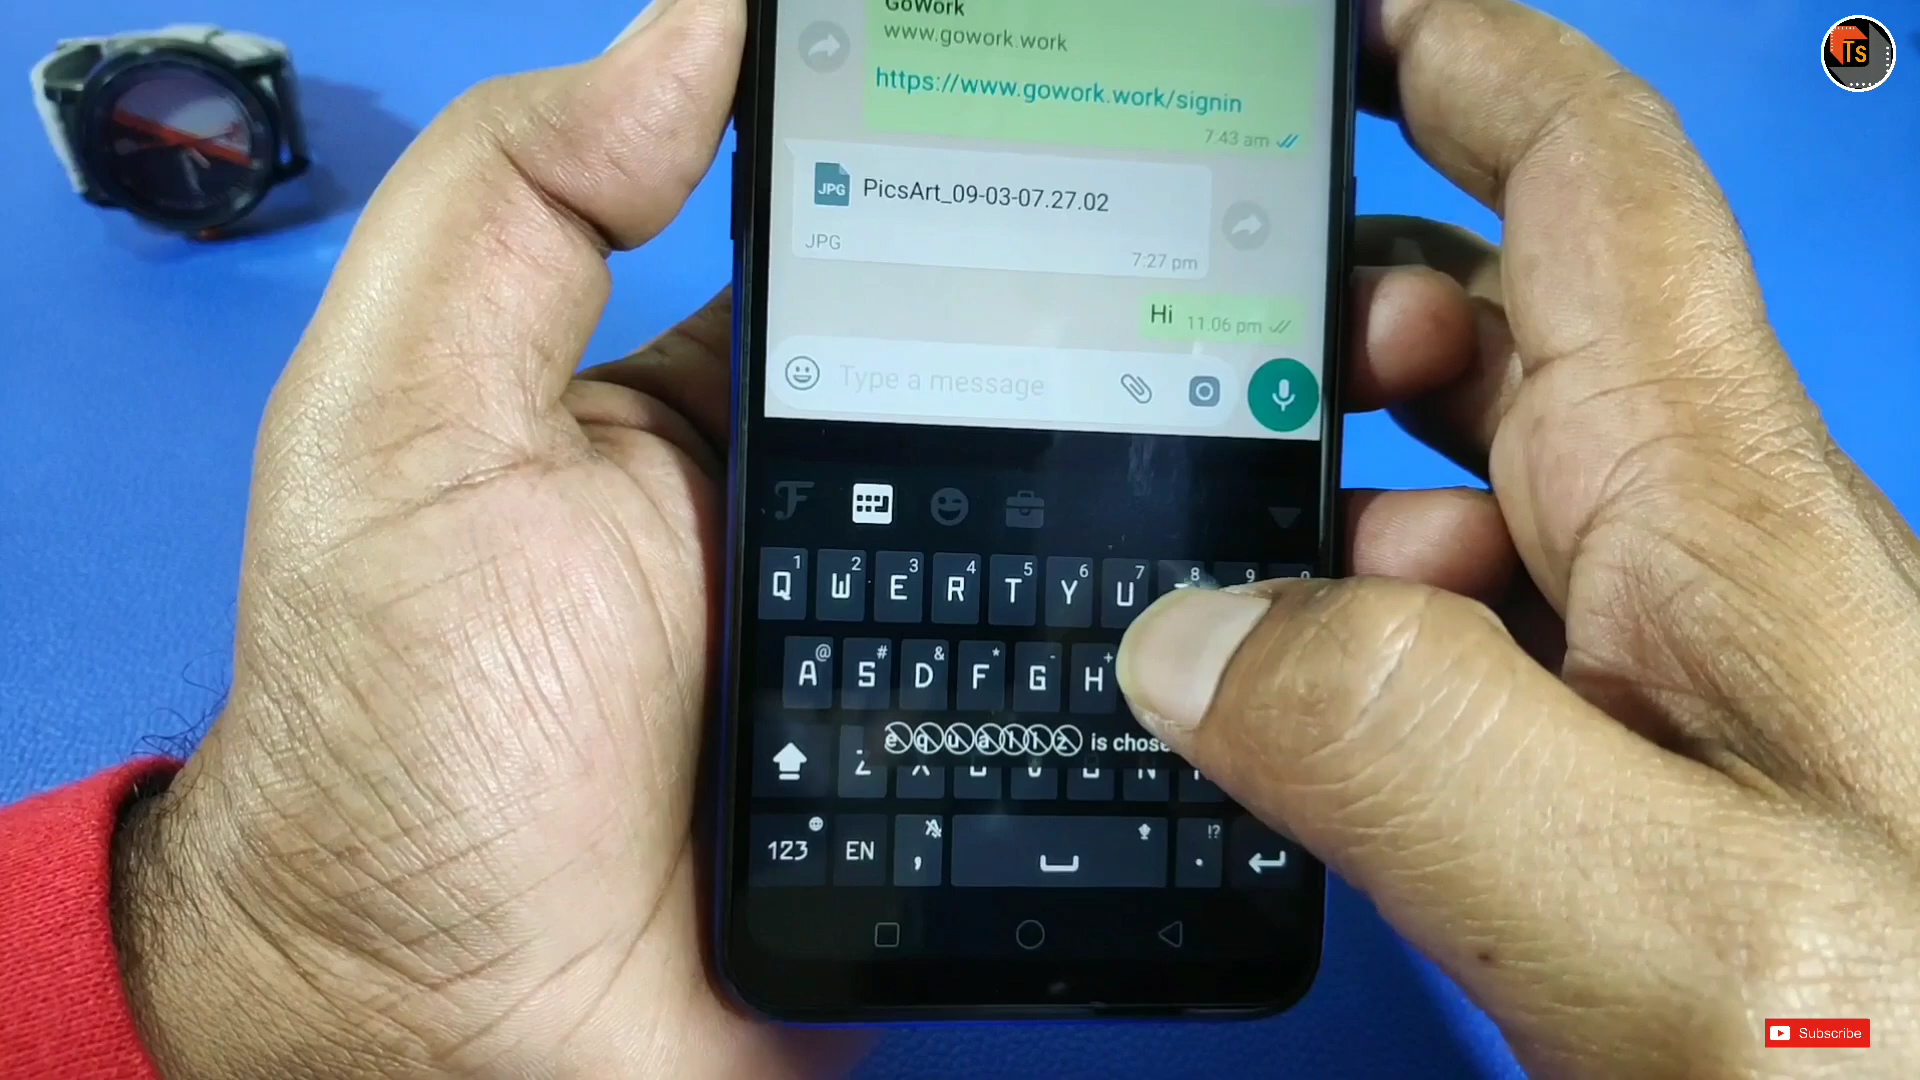 TS
GoWork
www.gowork.work
https://www.gowork.work/signin
7:43 am
JPG PicsArt_09-03-07.27.02
JPG
7:27 pm
Hi 11:06 pm
Type a message
F
Q 1 W 2 E 3 R 4 T 5 Y 6 U 7 8 9
A @ S # D & F * G - H +
equaliz is
Z X
123 EN , . !?
Subscribe